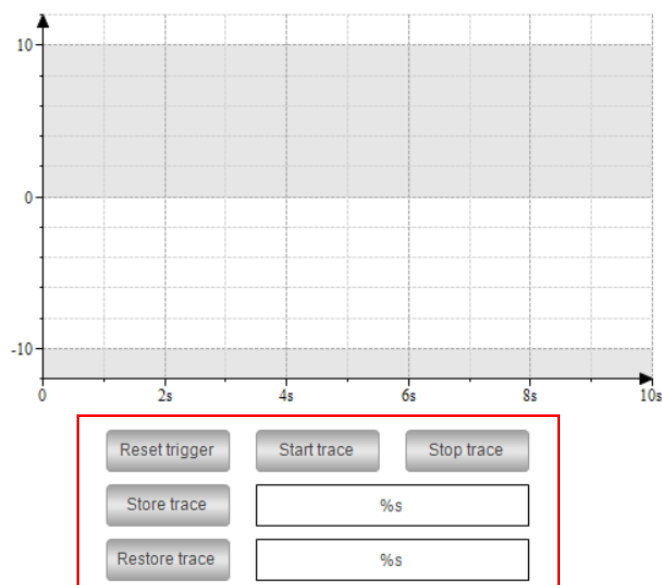 10
0
-10
0 2s 4s 6s 8s 10s
Reset trigger Start trace Stop trace
Store trace %s
Restore trace %s